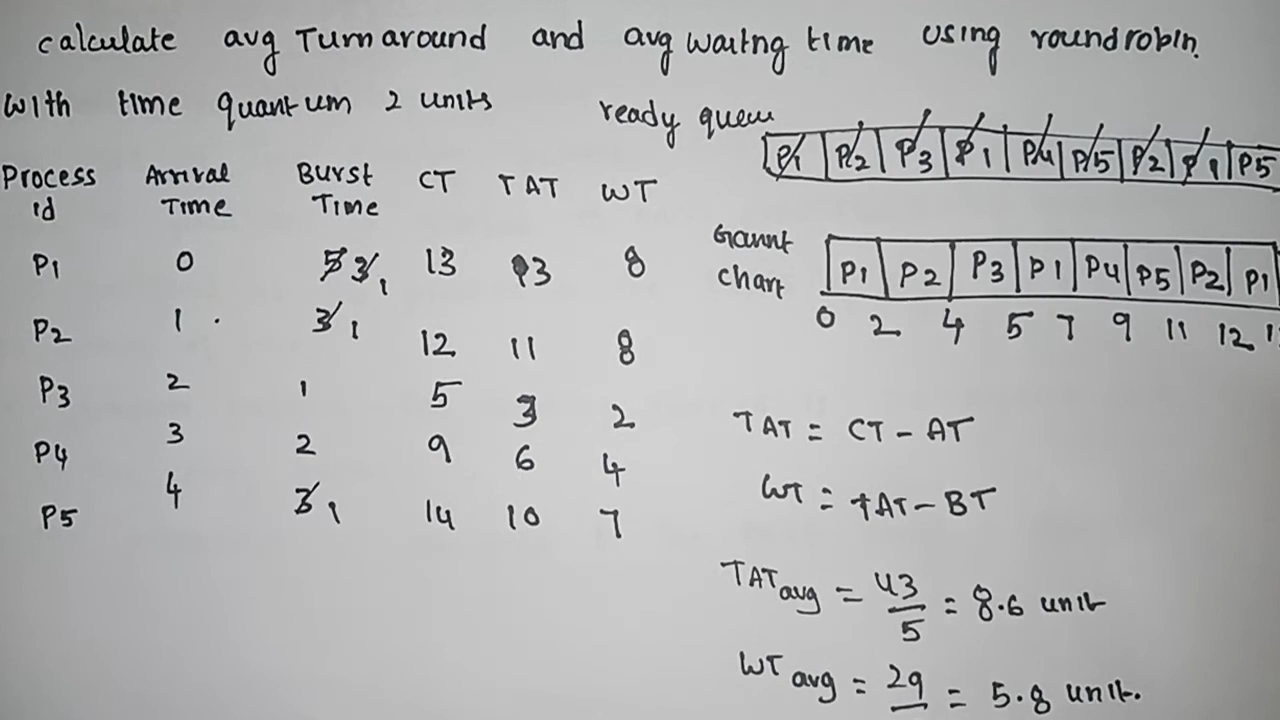 calculate avg Turnaround and avg waitng time using roundrobin.
with time quantum 2 units
ready queue
P1 P2 P3 P1 P4 P5 P2 P1 P5
Process id Arrival Time Burst Time CT TAT WT
P1 0 5 3 1 13 13 8
P2 1 3 1 12 11 8
P3 2 1 5 3 2
P4 3 2 9 6 4
P5 4 3 1 14 10 7
Gannt chart
P1 P2 P3 P1 P4 P5 P2 P1
0 2 4 5 7 9 11 12
TAT = CT - AT
WT = TAT - BT
TAT avg = 43/5 = 8.6 unit
WT avg = 29 = 5.8 unit.